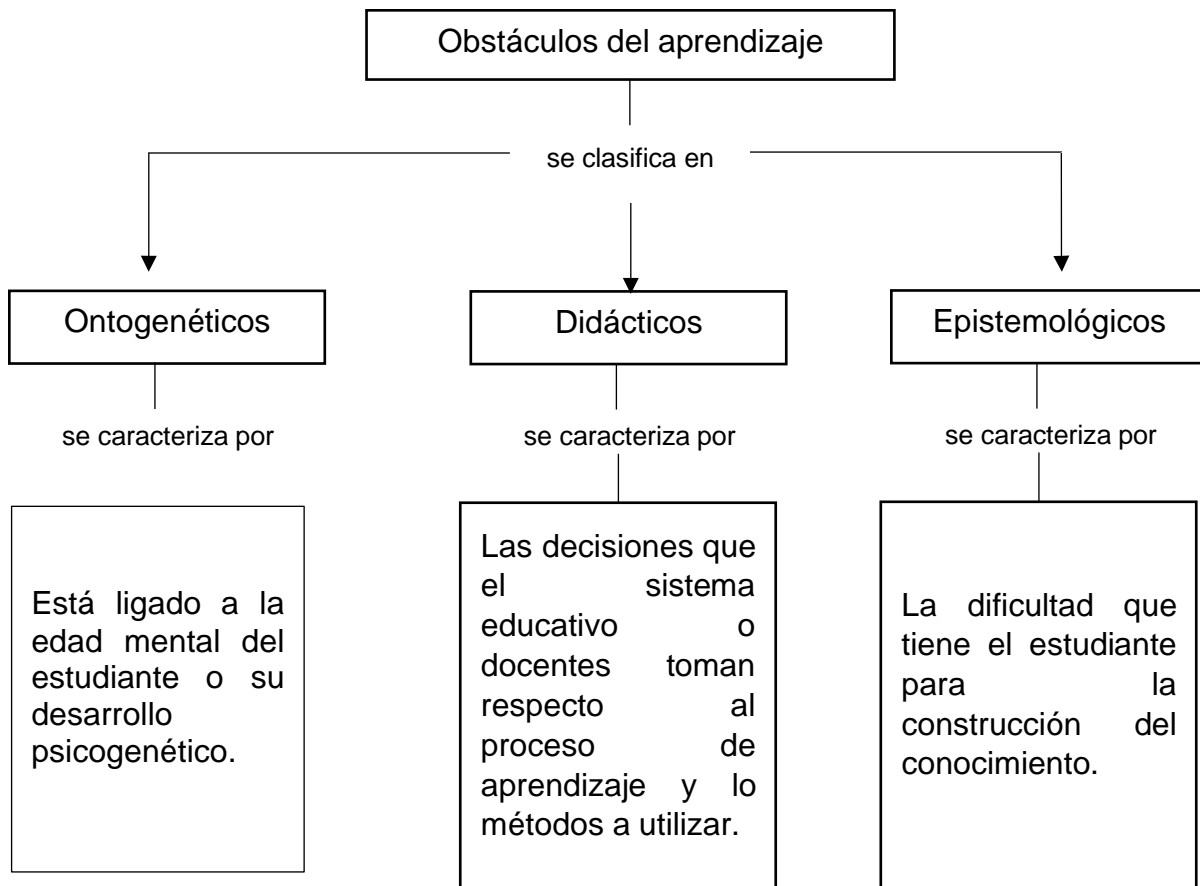 Obstáculos del aprendizaje
se clasifica en
Ontogenéticos
Didácticos
Epistemológicos
se caracteriza por
se caracteriza por
se caracteriza por
Está ligado a la
edad mental del
estudiante o su
desarrollo
psicogenético.
Las decisiones que
el sistema
educativo o
docentes toman
respecto al
proceso de
aprendizaje y lo
métodos a utilizar.
La dificultad que
tiene el estudiante
para la
construcción del
conocimiento.